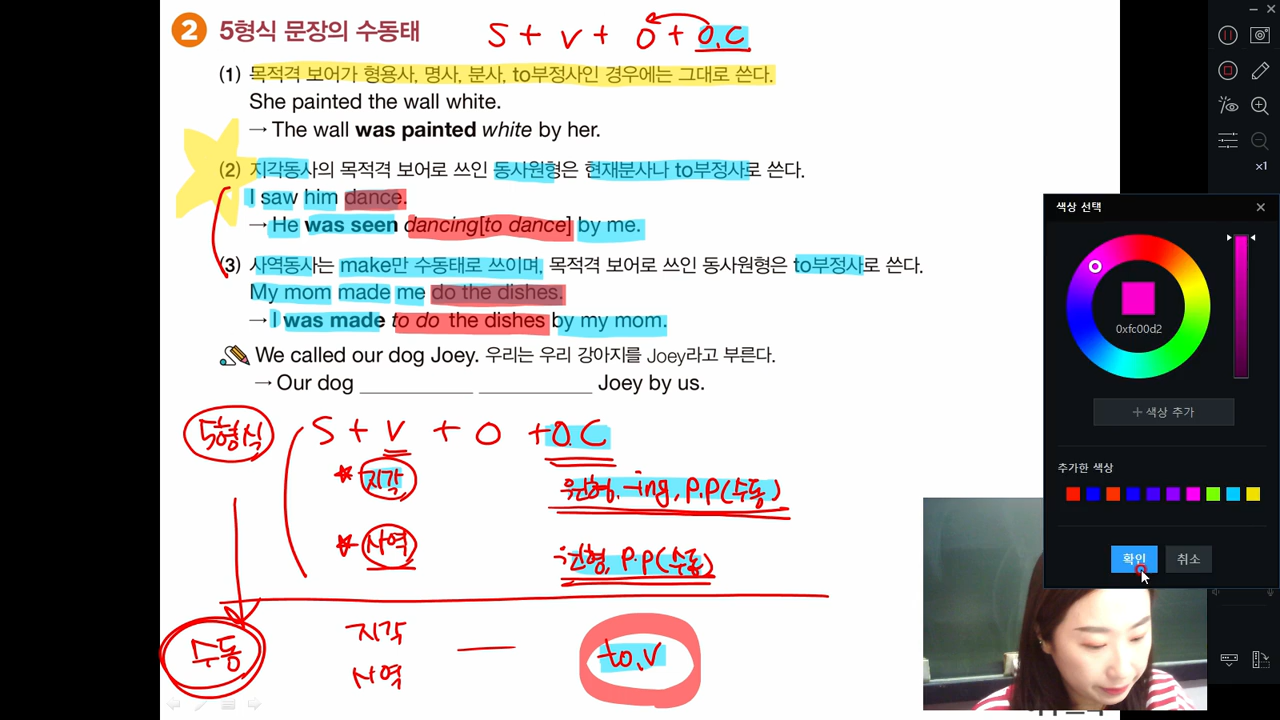 2 5형식 문장의 수동태
S + V + O + O.C
(1) 목적격 보어가 형용사, 명사, 분사, to부정사인 경우에는 그대로 쓴다.
She painted the wall white.
→ The wall was painted white by her.
(2) 지각동사의 목적격 보어로 쓰인 동사원형은 현재분사나 to부정사로 쓴다.
I saw him dance.
→ He was seen dancing[to dance] by me.
(3) 사역동사는 make만 수동태로 쓰이며, 목적격 보어로 쓰인 동사원형은 to부정사로 쓴다.
My mom made me do the dishes.
→ I was made to do the dishes by my mom.
We called our dog Joey. 우리는 우리 강아지를 Joey라고 부른다.
→ Our dog ________ ________ Joey by us.
5형식 S + V + O + O.C
지각 원형, -ing, P.P(수동)
사역 원형, P.P(수동)
수동 지각 — to.V
사역
×1
색상 선택
0xfc00d2
+ 색상 추가
추가한 색상
확인 취소